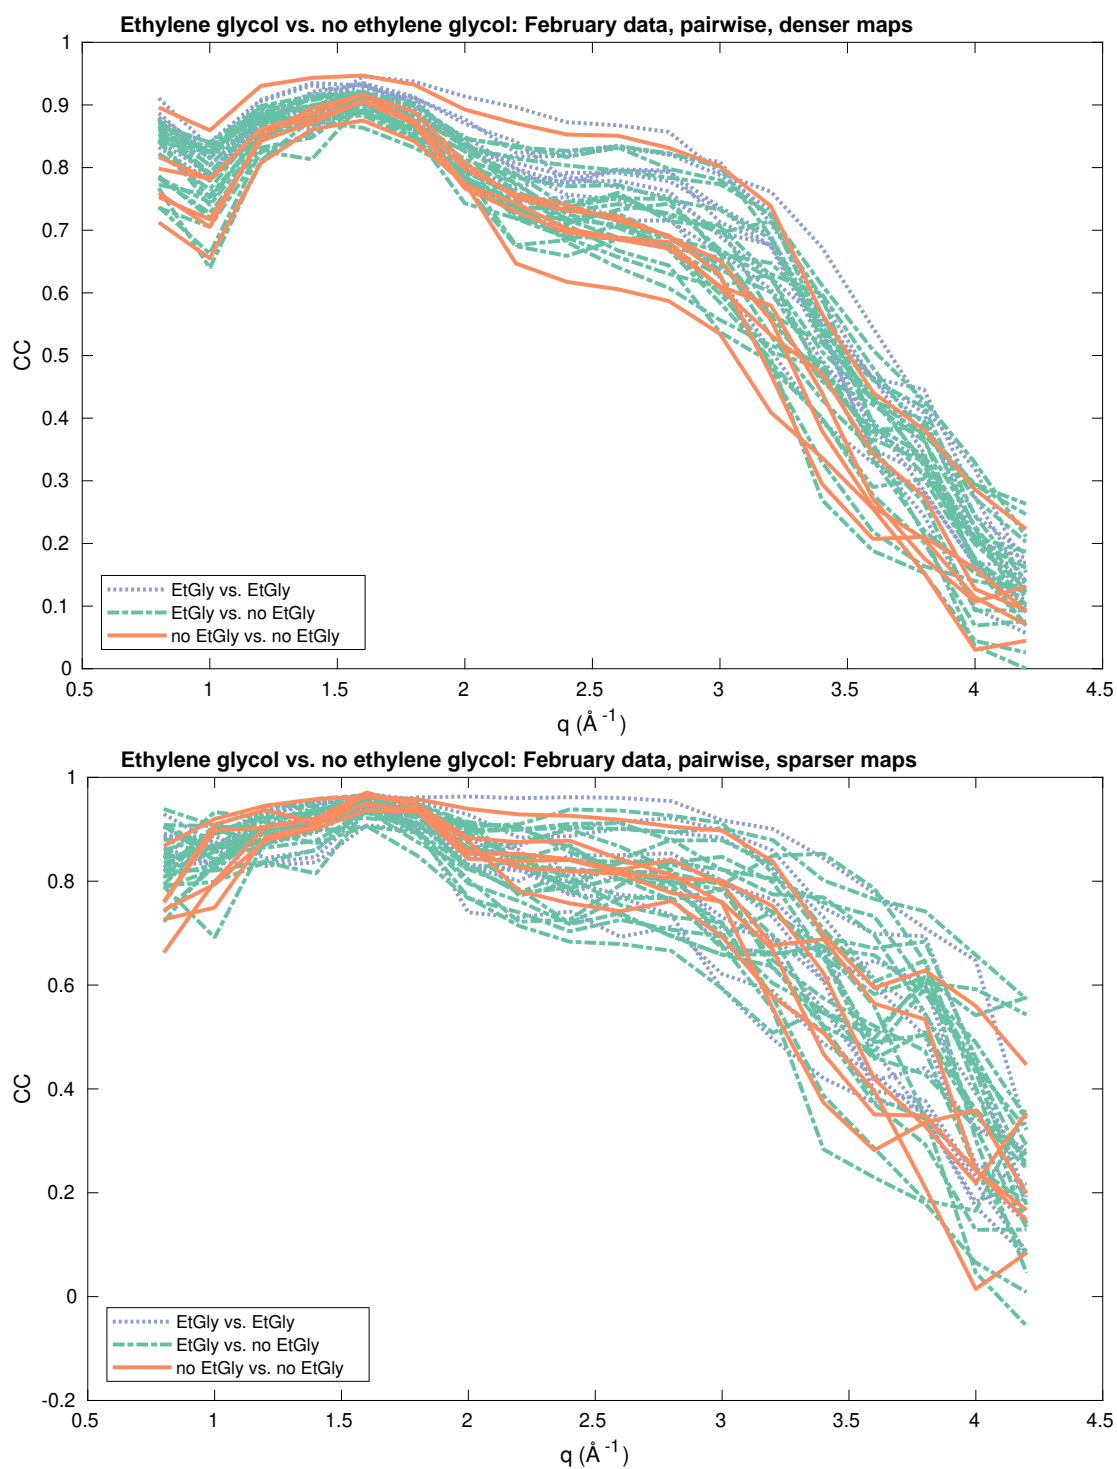 Ethylene glycol vs. no ethylene glycol: February data, pairwise, denser maps
1
0.9
0.8
0.7
0.6
0.5
0.4
0.3
0.2
0.1
0
CC
EtGly vs. EtGly
EtGly vs. no EtGly
no EtGly vs. no EtGly
0.5 1 1.5 2 2.5 3 3.5 4 4.5
q (Å⁻¹)
Ethylene glycol vs. no ethylene glycol: February data, pairwise, sparser maps
1
0.8
0.6
0.4
0.2
0
-0.2
CC
EtGly vs. EtGly
EtGly vs. no EtGly
no EtGly vs. no EtGly
0.5 1 1.5 2 2.5 3 3.5 4 4.5
q (Å⁻¹)